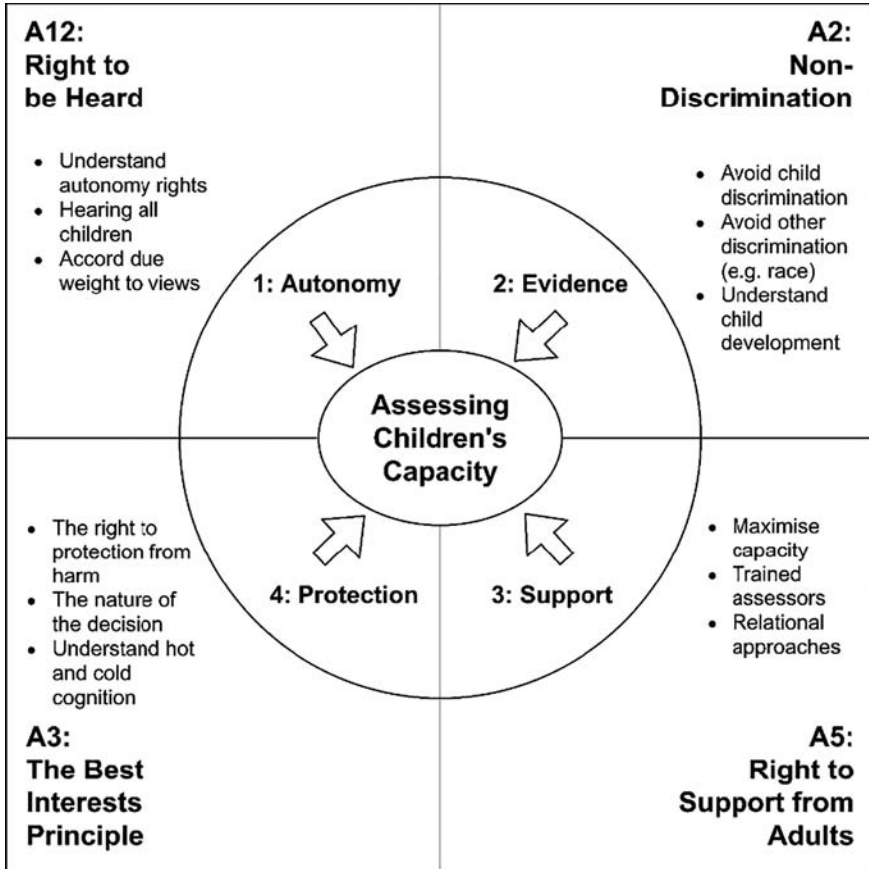 A12:
Right to
be Heard
• Understand
autonomy rights
• Hearing all
children
• Accord due
weight to views
A2:
Non-
Discrimination
• Avoid child
discrimination
• Avoid other
discrimination
(e.g. race)
• Understand
child
development
1: Autonomy
2: Evidence
Assessing
Children's
Capacity
4: Protection
3: Support
• The right to
protection from
harm
• The nature of
the decision
• Understand hot
and cold
cognition
A3:
The Best
Interests
Principle
• Maximise
capacity
• Trained
assessors
• Relational
approaches
A5:
Right to
Support from
Adults